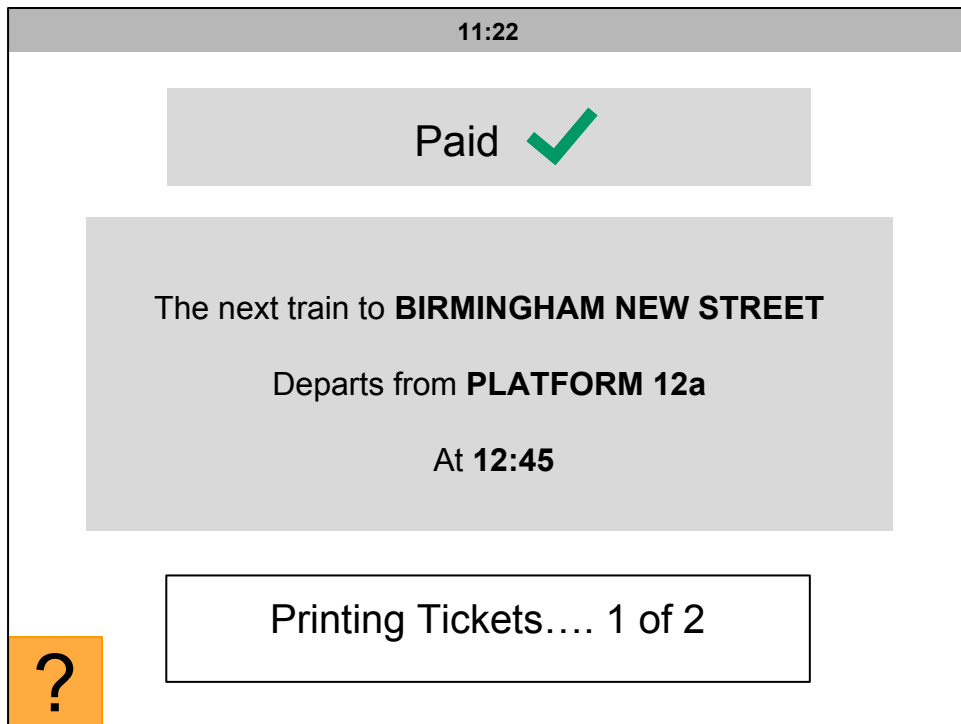 11:22
Paid
The next train to BIRMINGHAM NEW STREET
Departs from PLATFORM 12a
At 12:45
Printing Tickets…. 1 of 2
?